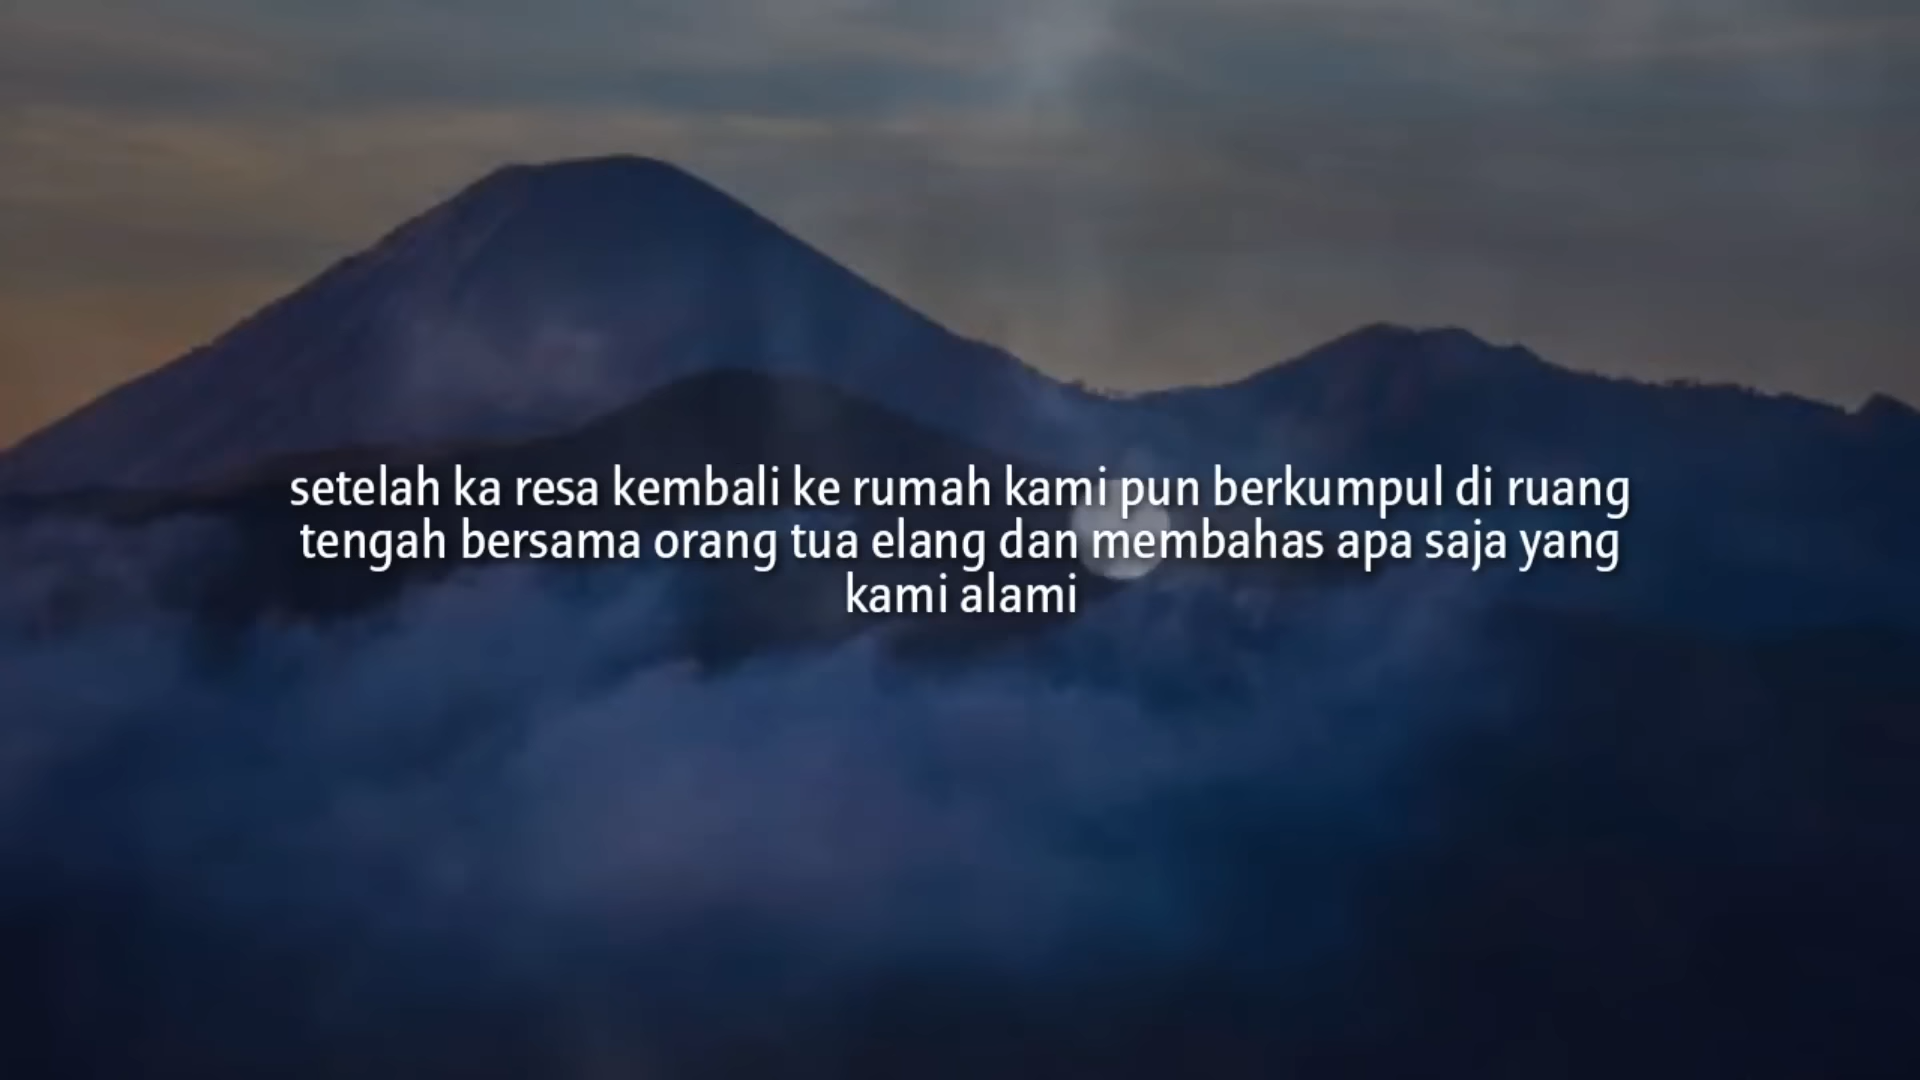 setelah ka resa kembali ke rumah kami pun berkumpul di ruang
tengah bersama orang tua elang dan membahas apa saja yang
kami alami